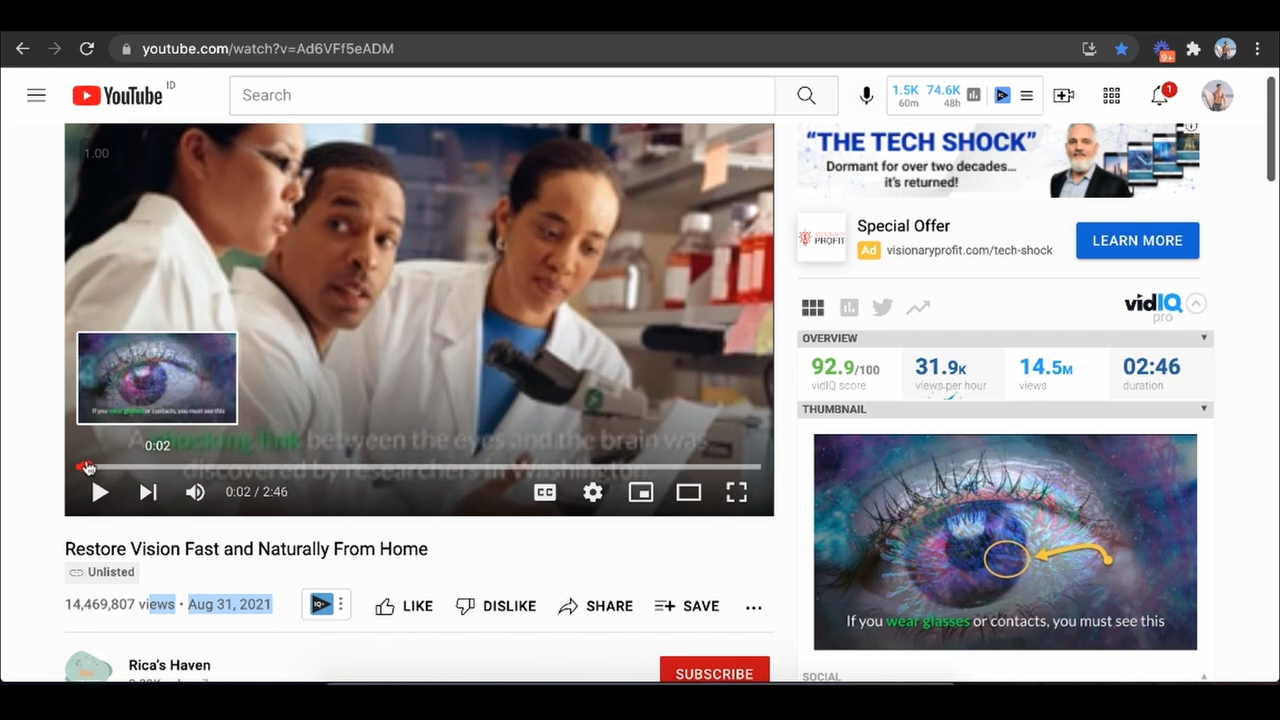 youtube.com/watch?v=Ad6VFf5eADM
9+
YouTube ID
Search
1.5K 74.6K
60m 48h
1
1.00
"THE TECH SHOCK"
Dormant for over two decades...
it's returned!
Special Offer
Ad visionaryprofit.com/tech-shock
LEARN MORE
VISIONARY
PROFIT
vidIQ
pro
OVERVIEW
92.9/100 31.9K 14.5M 02:46
vidIQ score views per hour views duration
THUMBNAIL
If you wear glasses or contacts, you must see this
A shocking link between the eyes and the brain was
discovered by researchers in Washington
0:02
CC
0:02 / 2:46
If you wear glasses or contacts, you must see this
Restore Vision Fast and Naturally From Home
Unlisted
14,469,807 views • Aug 31, 2021
IQ
LIKE DISLIKE SHARE SAVE
Rica's Haven
SUBSCRIBE
SOCIAL